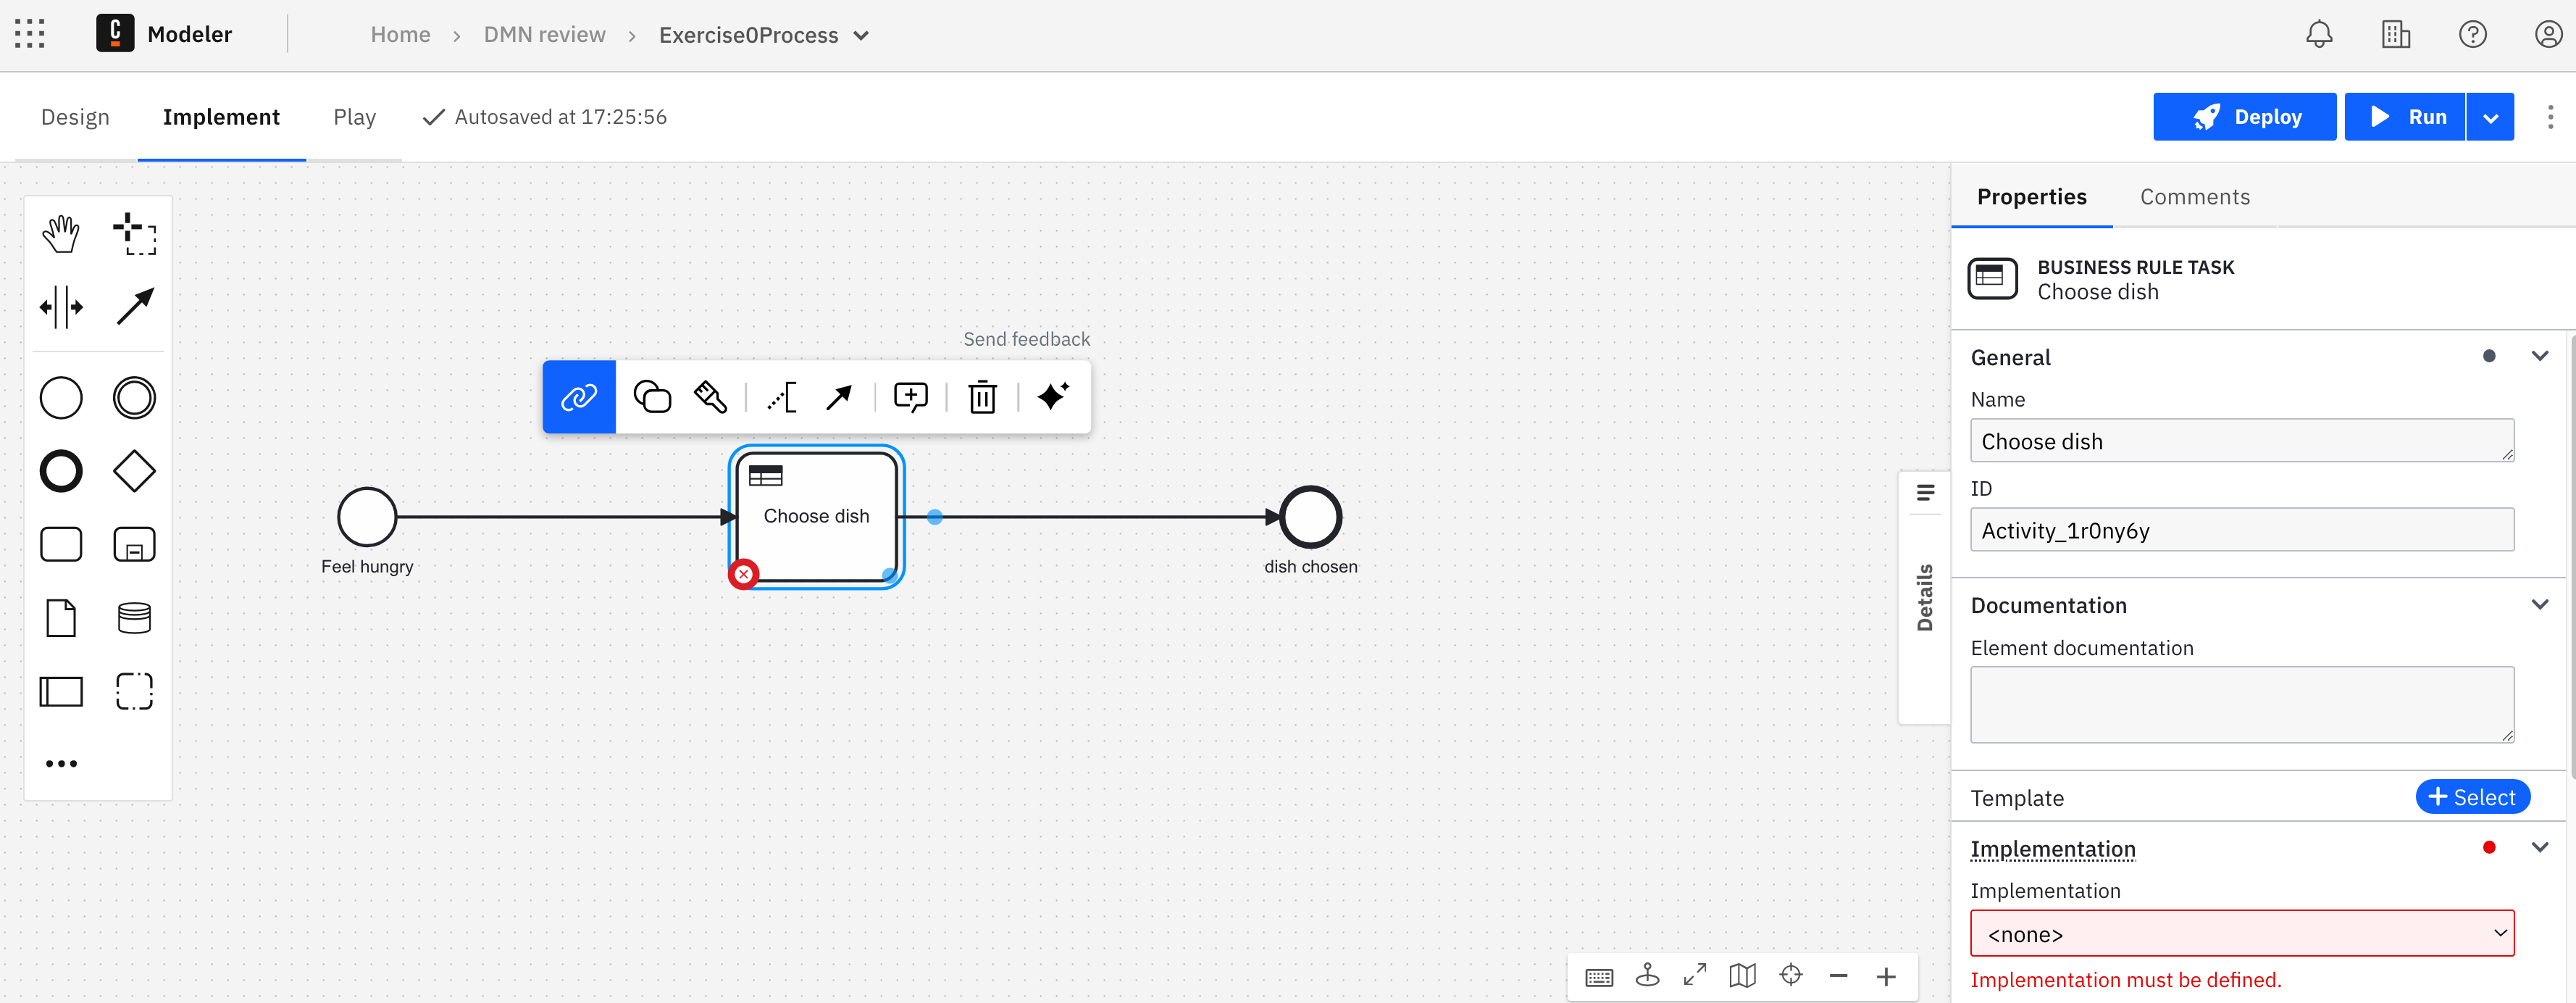 C Modeler Home > DMN review > Exercise0Process
Design Implement Play Autosaved at 17:25:56 Deploy Run
Properties Comments
BUSINESS RULE TASK
Choose dish
General
Name
Choose dish
ID
Activity_1r0ny6y
Documentation
Element documentation
Template + Select
Implementation
Implementation
<none>
Implementation must be defined.
Send feedback
Choose dish
Feel hungry
dish chosen
Details